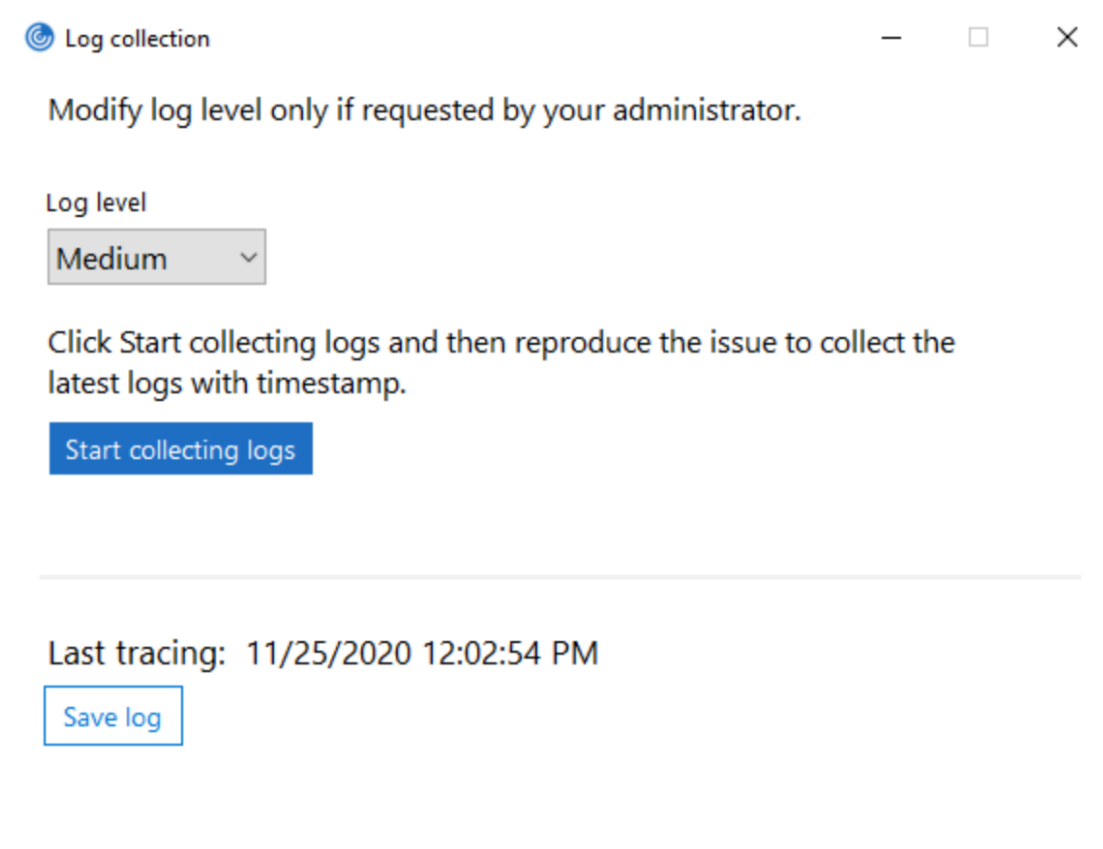 Log collection
Modify log level only if requested by your administrator.
Log level
Medium
Click Start collecting logs and then reproduce the issue to collect the
latest logs with timestamp.
Start collecting logs
Last tracing: 11/25/2020 12:02:54 PM
Save log